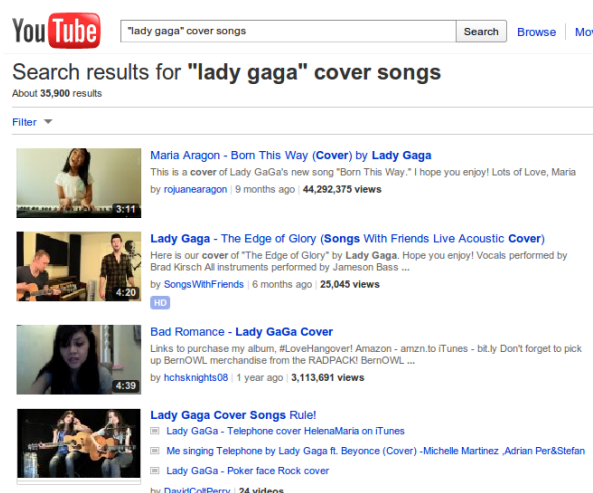 You Tube
"lady gaga" cover songs
Search
Browse
Mov
Search results for "lady gaga" cover songs
About 35,900 results
Filter
Maria Aragon - Born This Way (Cover) by Lady Gaga
This is a cover of Lady GaGa's new song "Born This Way." I hope you enjoy! Lots of Love, Maria
by rojuanearagon | 9 months ago | 44,292,375 views
3:11
Lady Gaga - The Edge of Glory (Songs With Friends Live Acoustic Cover)
Here is our cover of "The Edge of Glory" by Lady Gaga. Hope you enjoy! Vocals performed by
Brad Kirsch All instruments performed by Jameson Bass ...
by SongsWithFriends | 6 months ago | 25,045 views
4:20
HD
Bad Romance - Lady GaGa Cover
Links to purchase my album, #LoveHangover! Amazon - amzn.to iTunes - bit.ly Don't forget to pick
up BernOWL merchandise from the RADPACK! BernOWL ...
by hchsknights08 | 1 year ago | 3,113,691 views
4:39
Lady Gaga Cover Songs Rule!
Lady GaGa - Telephone cover HelenaMaria on iTunes
Me singing Telephone by Lady Gaga ft. Beyonce (Cover) -Michelle Martinez ,Adrian Per&Stefan
Lady GaGa - Poker face Rock cover
by DavidColtPerry | 24 videos